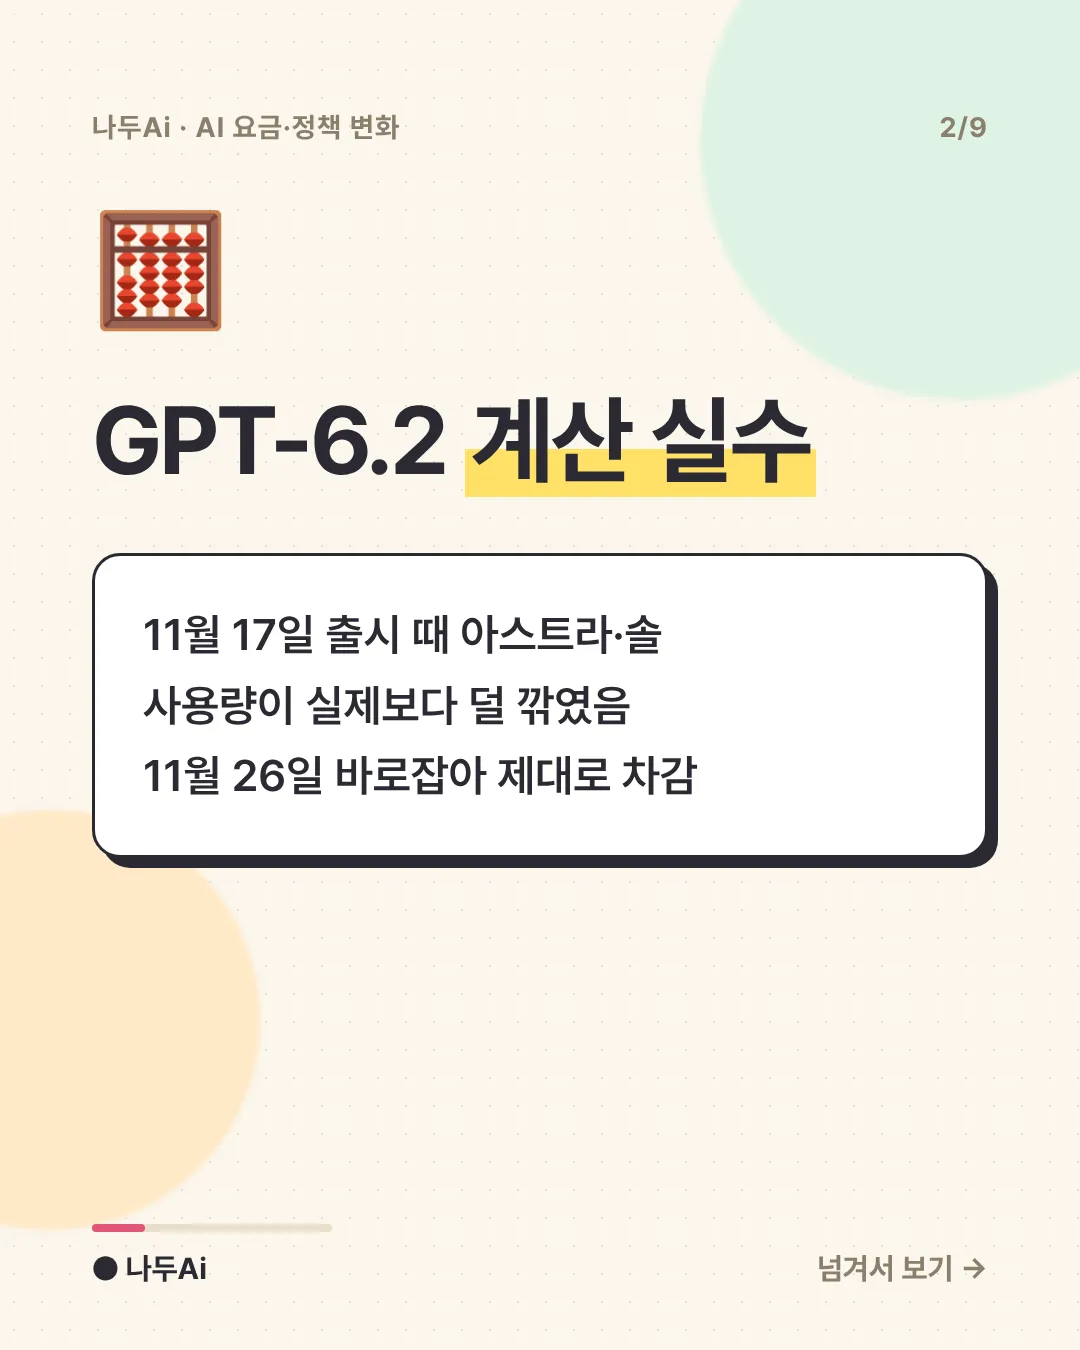 나두Ai · AI 요금·정책 변화
2/9
GPT-6.2 계산 실수
11월 17일 출시 때 아스트라·솔
사용량이 실제보다 덜 깎였음
11월 26일 바로잡아 제대로 차감
나두Ai
넘겨서 보기 →